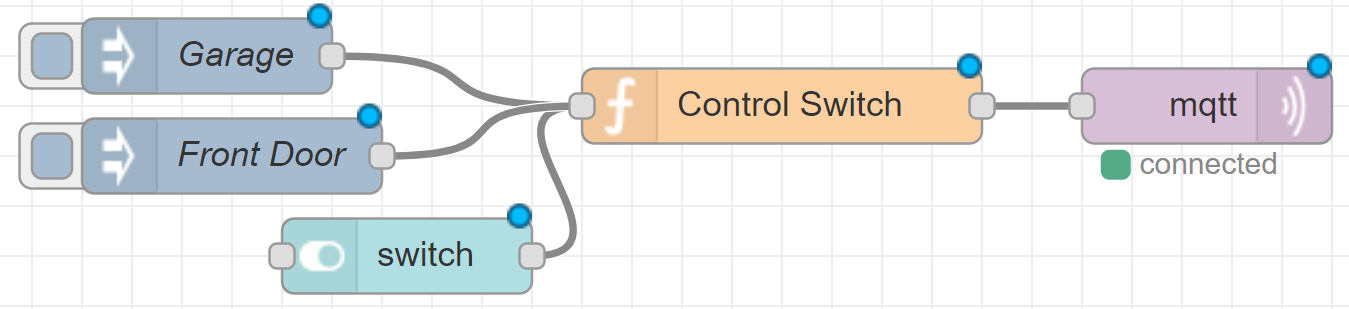 Garage
Front Door
switch
Control Switch
mqtt
connected